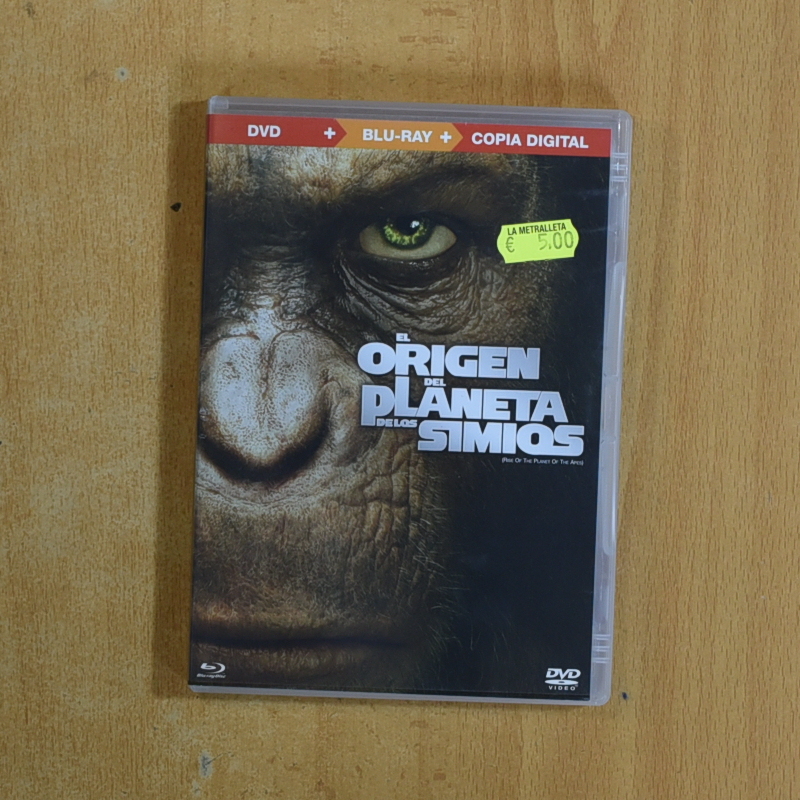 DVD + BLU-RAY + COPIA DIGITAL
LA METRALLETA
€ 5,00
EL
ORIGEN
DEL
PLANETA
DE LOS
SIMIOS
(RISE OF THE PLANET OF THE APES)
Blu-ray Disc
DVD
VIDEO